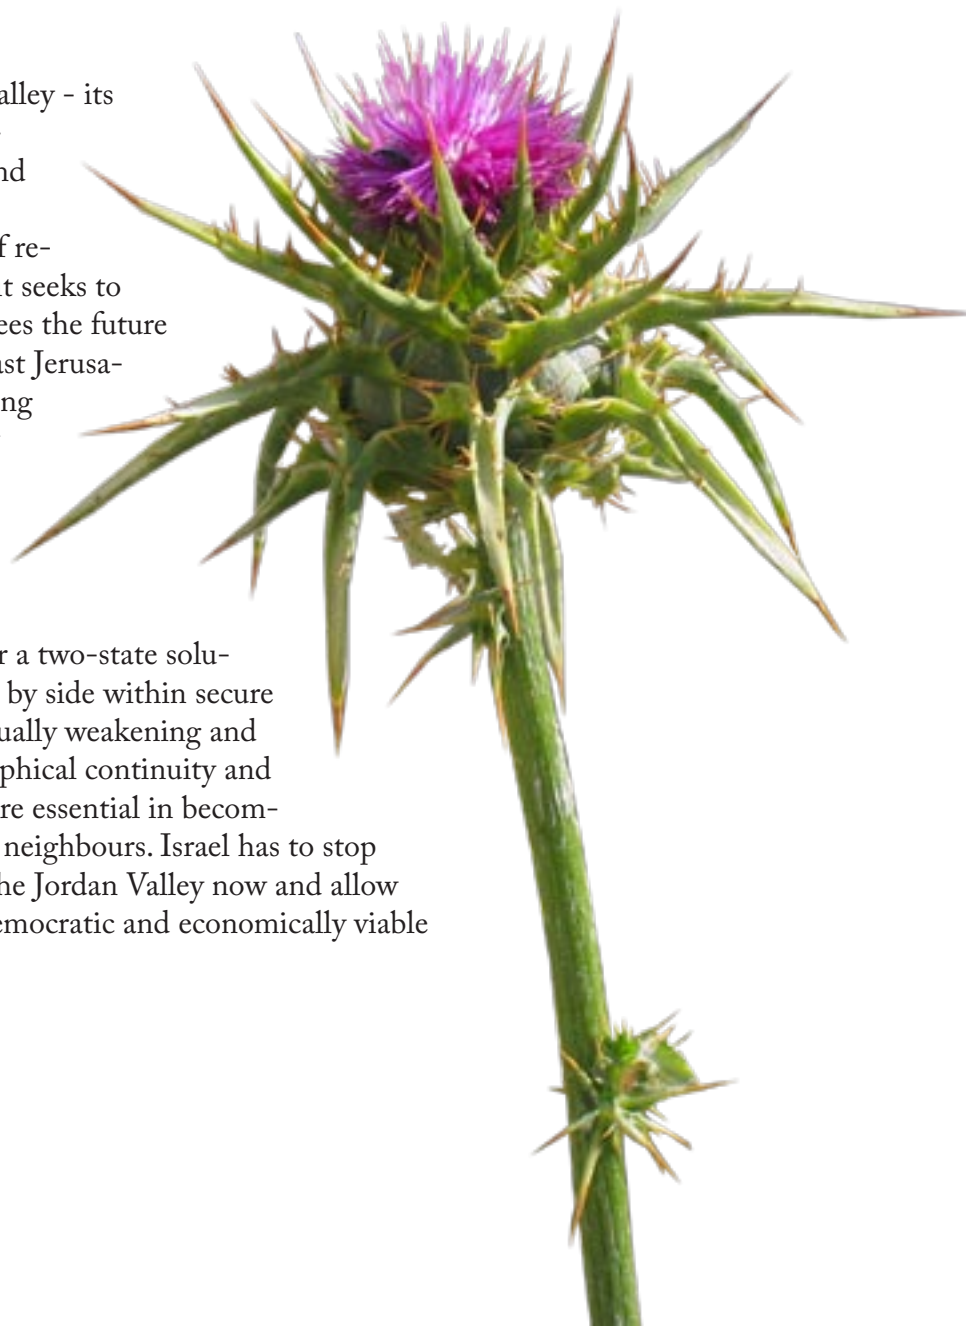 alley - its
nd
f re-
it seeks to
ees the future
ast Jerusa-
ng
r a two-state solu-
by side within secure
ually weakening and
phical continuity and
re essential in becom-
neighbours. Israel has to stop
he Jordan Valley now and allow
emocratic and economically viable